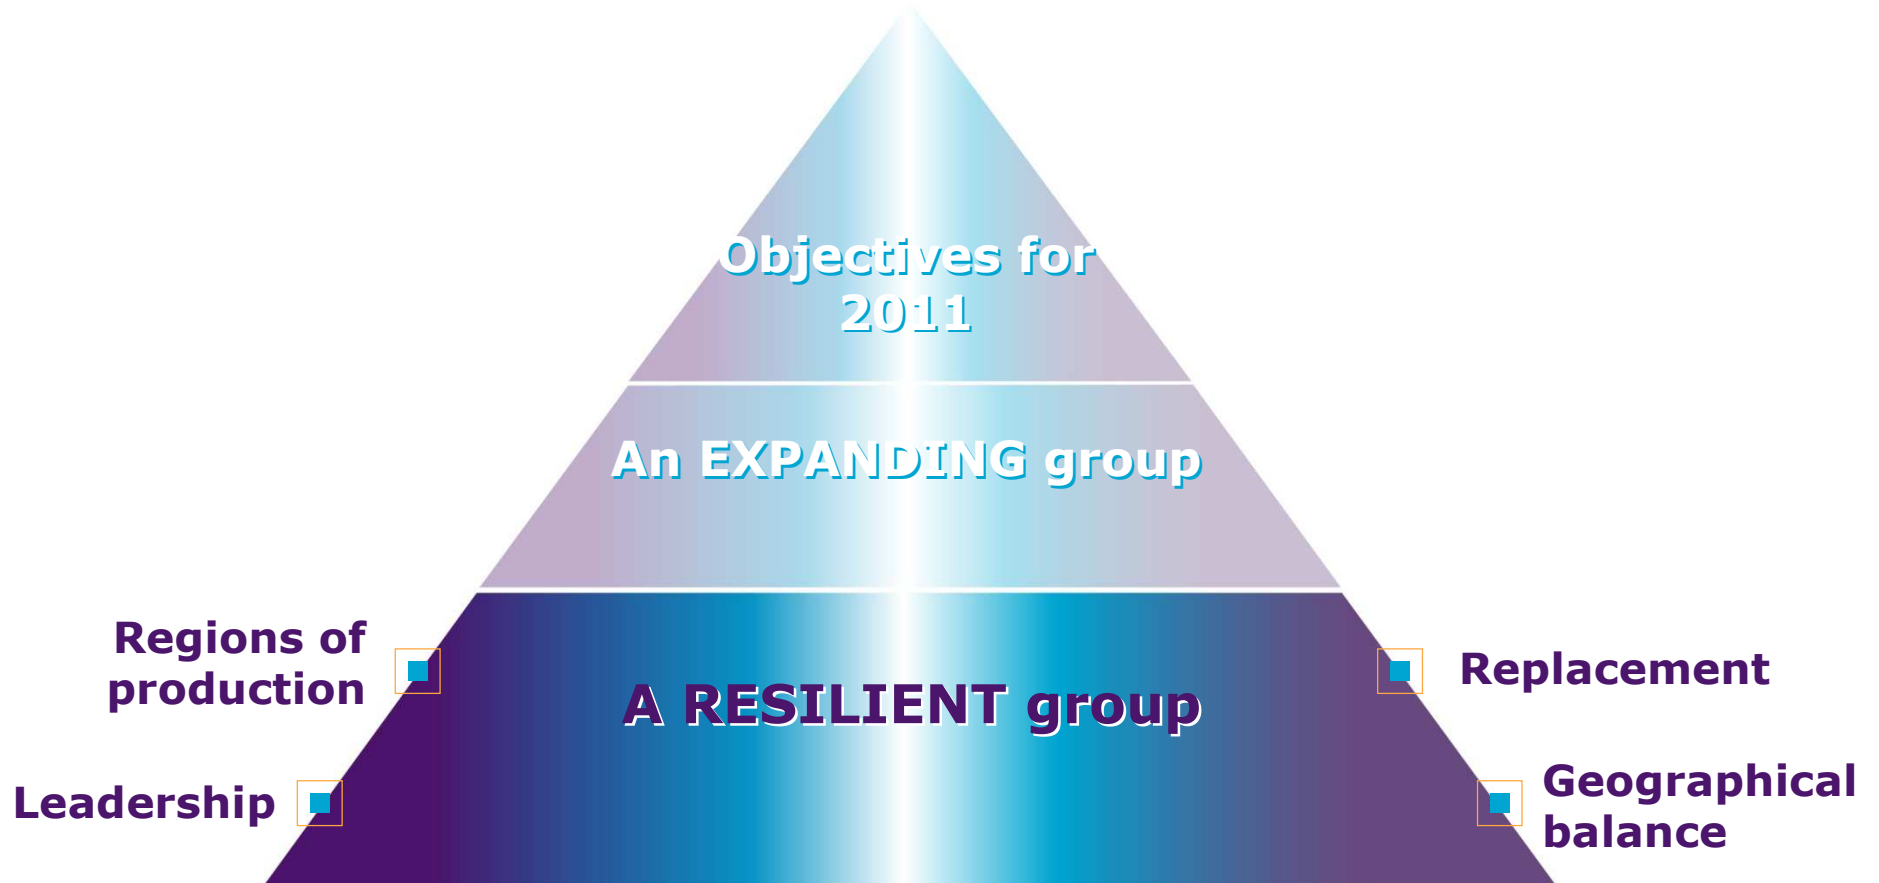 Objectives for
2011
An EXPANDING group
Regions of
production
Replacement
A RESILIENT group
Leadership
Geographical
balance